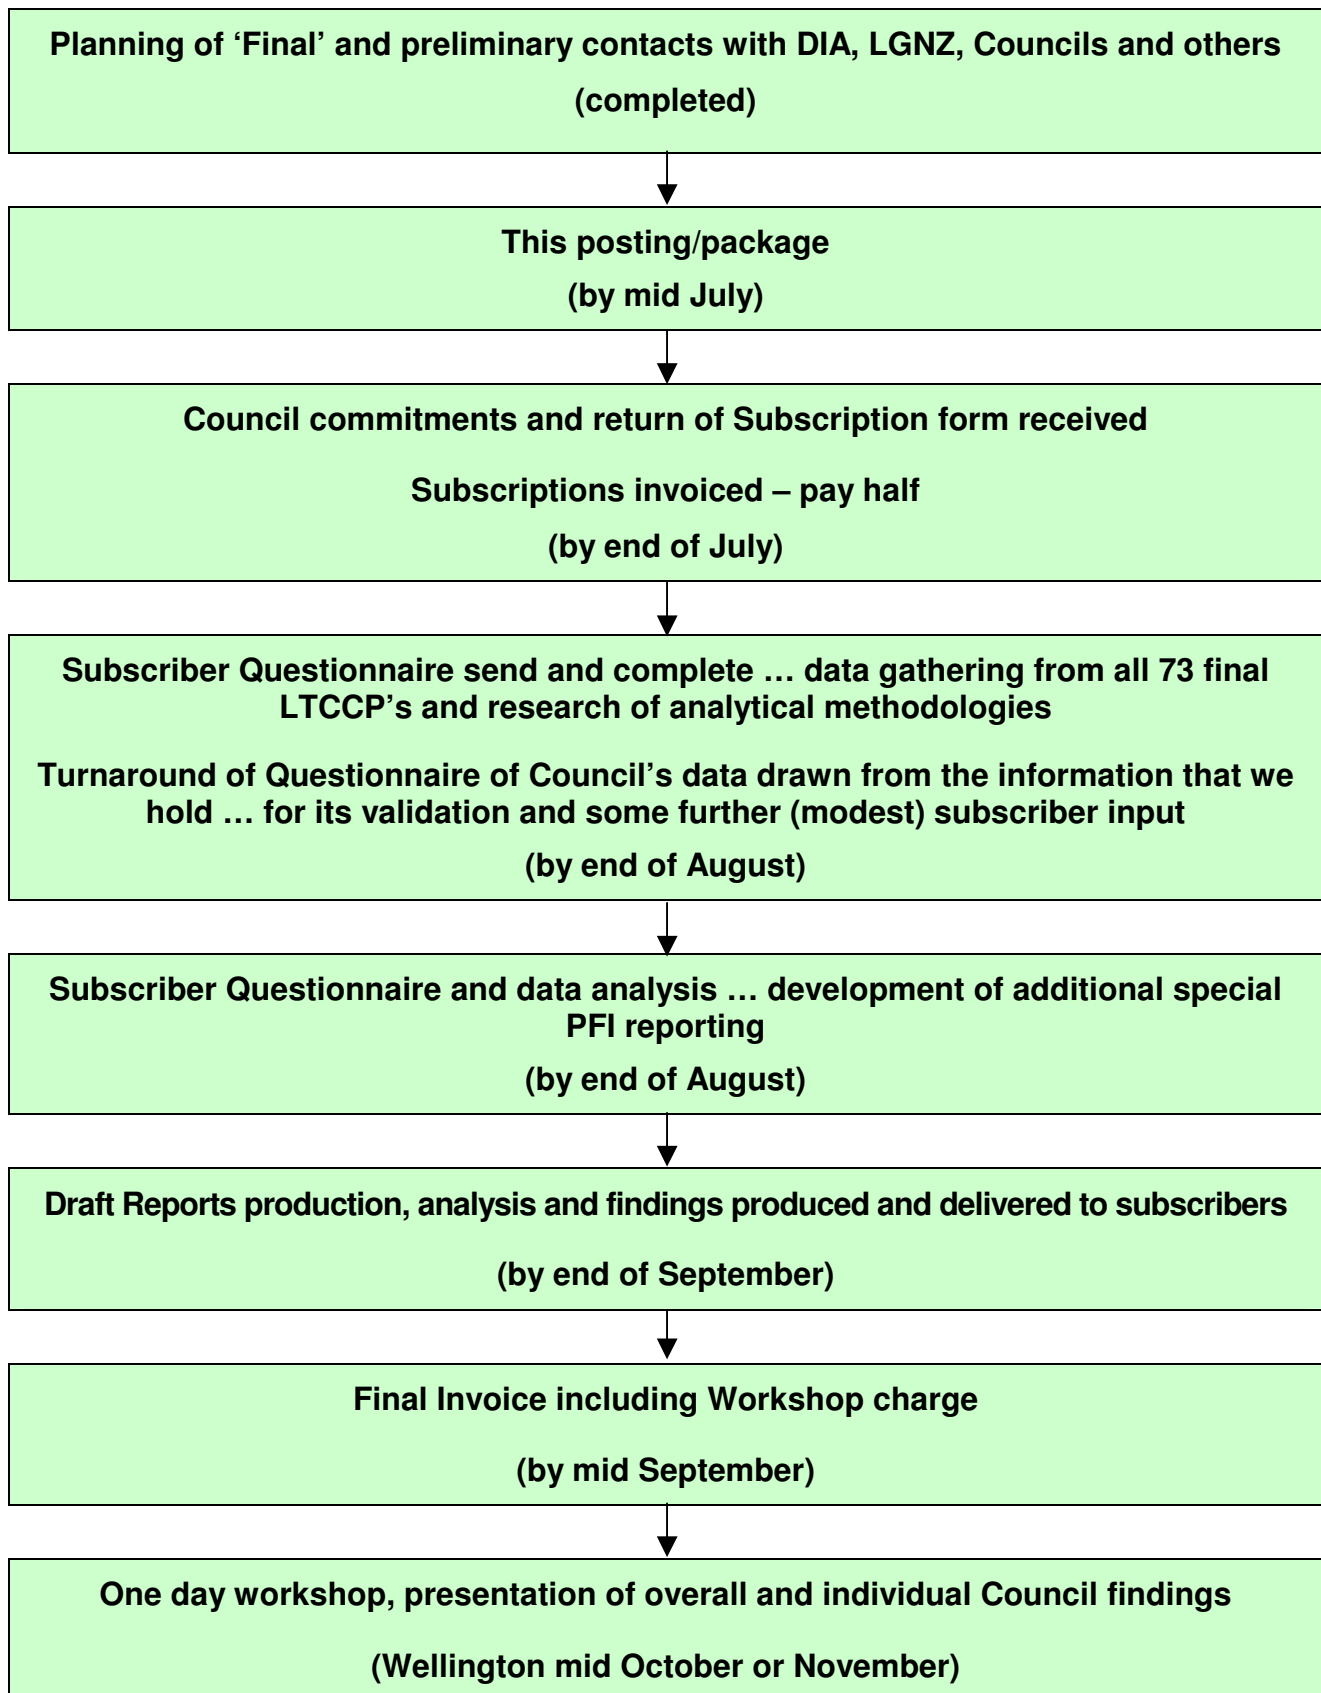 Planning of ‘Final’ and preliminary contacts with DIA, LGNZ, Councils and others
(completed)
This posting/package
(by mid July)
Council commitments and return of Subscription form received
Subscriptions invoiced – pay half
(by end of July)
Subscriber Questionnaire send and complete … data gathering from all 73 final
LTCCP’s and research of analytical methodologies
Turnaround of Questionnaire of Council’s data drawn from the information that we
hold … for its validation and some further (modest) subscriber input
(by end of August)
Subscriber Questionnaire and data analysis … development of additional special
PFI reporting
(by end of August)
Draft Reports production, analysis and findings produced and delivered to subscribers
(by end of September)
Final Invoice including Workshop charge
(by mid September)
One day workshop, presentation of overall and individual Council findings
(Wellington mid October or November)